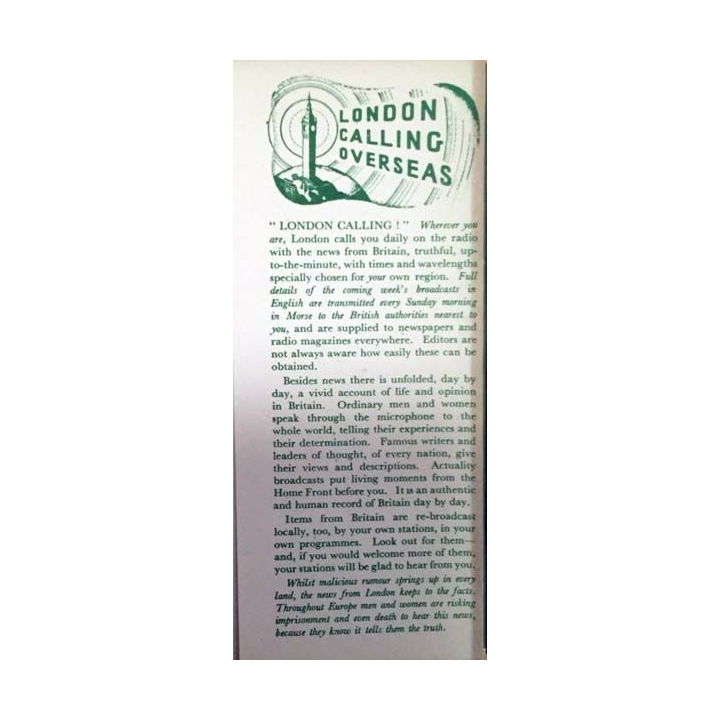 LONDON
CALLING
OVERSEAS
" LONDON CALLING ! " Wherever you
are, London calls you daily on the radio
with the news from Britain, truthful, up-
to-the-minute, with times and wavelengths
specially chosen for your own region. Full
details of the coming week's broadcasts in
English are transmitted every Sunday morning
in Morse to the British authorities nearest to
you, and are supplied to newspapers and
radio magazines everywhere. Editors are
not always aware how easily these can be
obtained.
Besides news there is unfolded, day by
day, a vivid account of life and opinion
in Britain. Ordinary men and women
speak through the microphone to the
whole world, telling their experiences and
their determination. Famous writers and
leaders of thought, of every nation, give
their views and descriptions. Actuality
broadcasts put living moments from the
Home Front before you. It is an authentic
and human record of Britain day by day.
Items from Britain are re-broadcast
locally, too, by your own stations, in your
own programmes. Look out for them—
and, if you would welcome more of them,
your stations will be glad to hear from you.
Whilst malicious rumour springs up in every
land, the news from London keeps to the facts.
Throughout Europe men and women are risking
imprisonment and even death to hear this news,
because they know it tells them the truth.